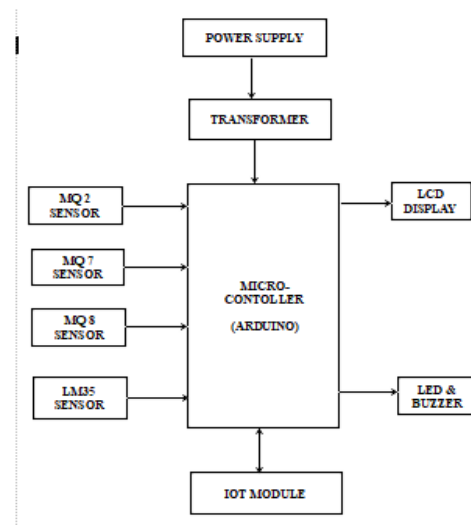 POWER SUPPLY
TRANSFORMER
MQ 2
SENSOR
MQ 7
SENSOR
MQ 8
SENSOR
LM35
SENSOR
MICRO-
CONTOLLER
(ARDUINO)
LCD
DISPLAY
LED &
BUZZER
IOT MODULE